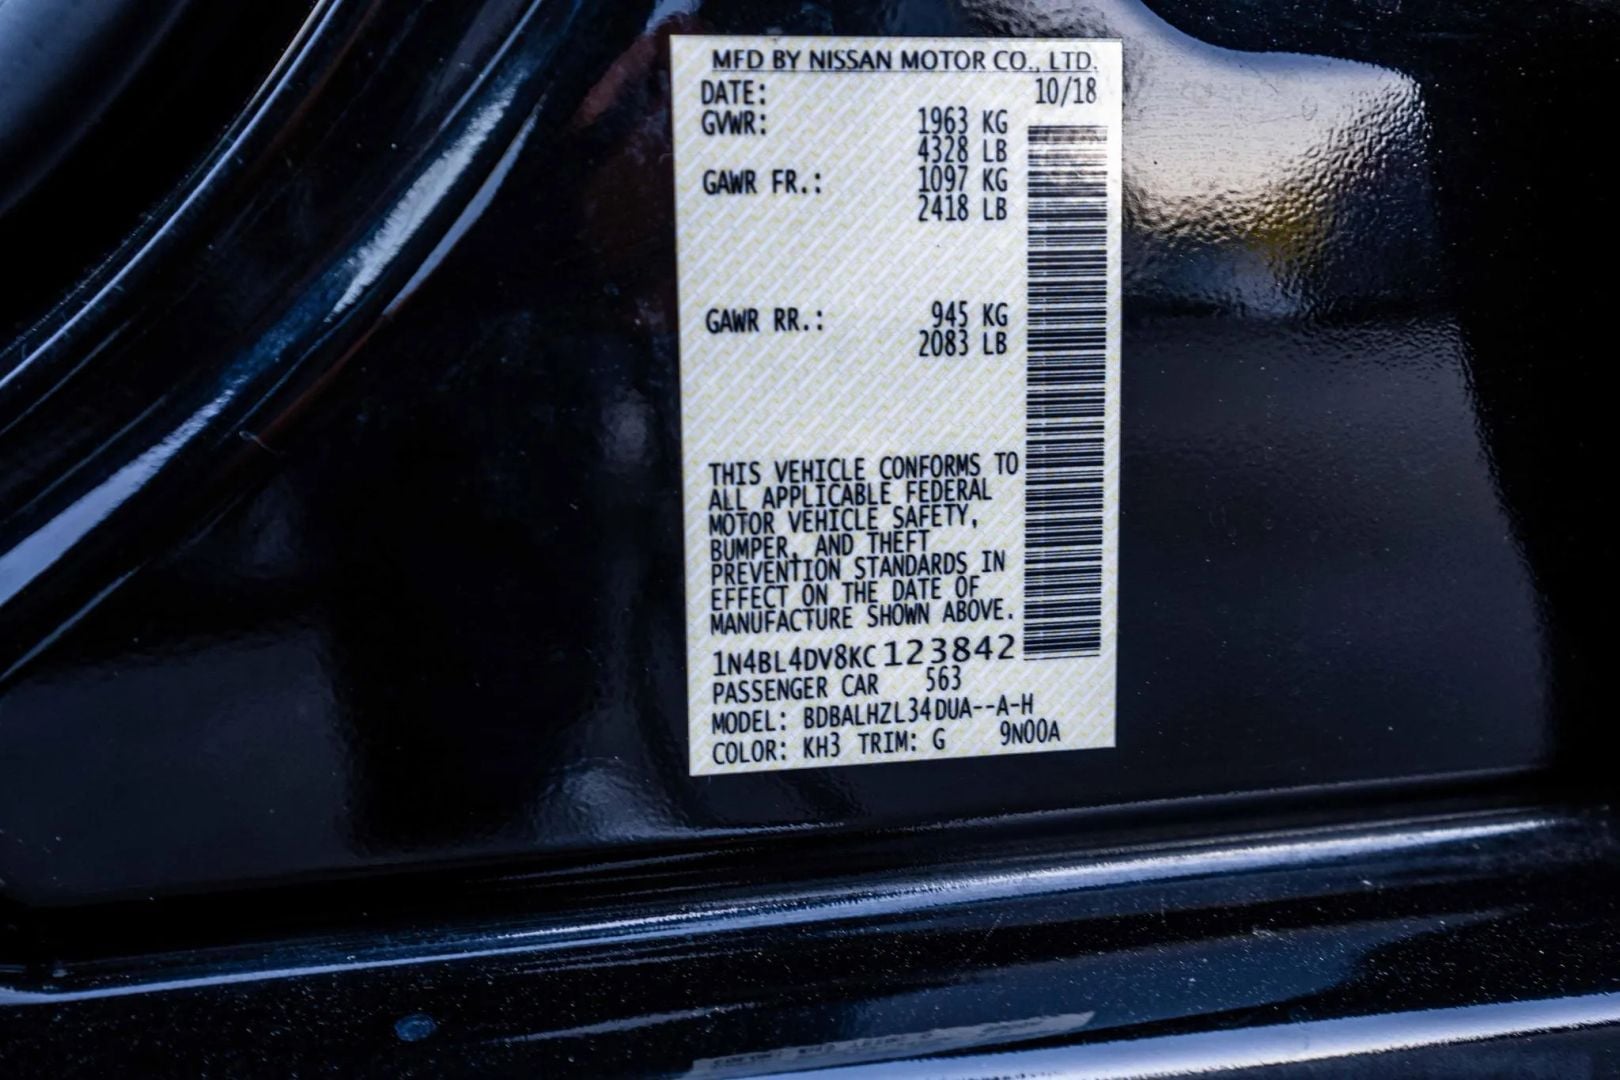 MFD BY NISSAN MOTOR CO., LTD.
DATE: 10/18
GVWR: 1963 KG
4328 LB
GAWR FR.: 1097 KG
2418 LB
GAWR RR.: 945 KG
2083 LB
THIS VEHICLE CONFORMS TO
ALL APPLICABLE FEDERAL
MOTOR VEHICLE SAFETY,
BUMPER, AND THEFT
PREVENTION STANDARDS IN
EFFECT ON THE DATE OF
MANUFACTURE SHOWN ABOVE.
1N4BL4DV8KC123842
PASSENGER CAR 563
MODEL: BDBALHZL34DUA--A-H
COLOR: KH3 TRIM: G 9N00A